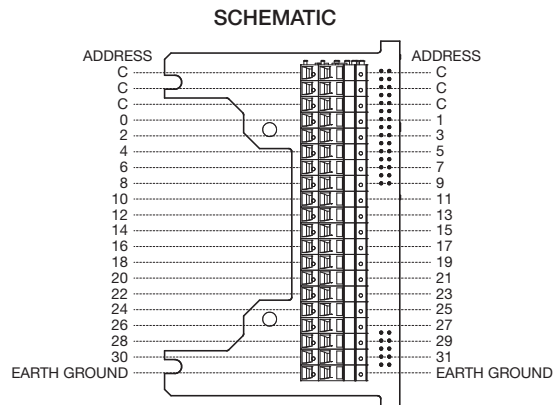 SCHEMATIC
ADDRESS ADDRESS
C C
C C
C C
0 1
2 3
4 5
6 7
8 9
10 11
12 13
14 15
16 17
18 19
20 21
22 23
24 25
26 27
28 29
30 31
EARTH GROUND EARTH GROUND